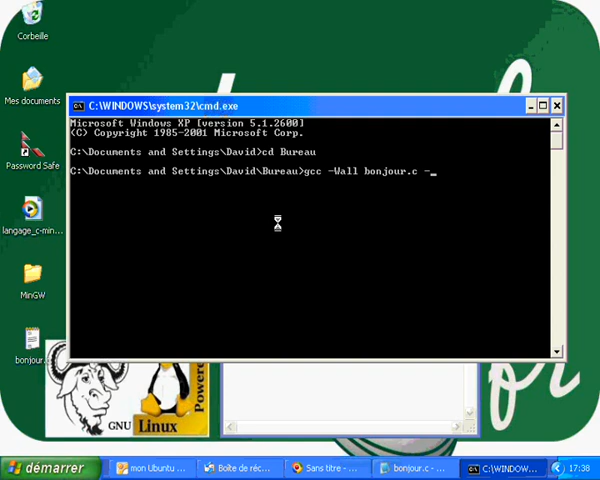 Corbeille
Mes documents
Password Safe
langage_c-min...
MinGW
bonjour.
C:\WINDOWS\system32\cmd.exe
Microsoft Windows XP [version 5.1.2600]
(C) Copyright 1985-2001 Microsoft Corp.
C:\Documents and Settings\David>cd Bureau
C:\Documents and Settings\David\Bureau>gcc -Wall bonjour.c -_
GNU Linux
Powere
fr
démarrer
mon Ubuntu ...
Boîte de réc...
Sans titre - ...
bonjour.c - ...
C:\WINDOW...
17:38